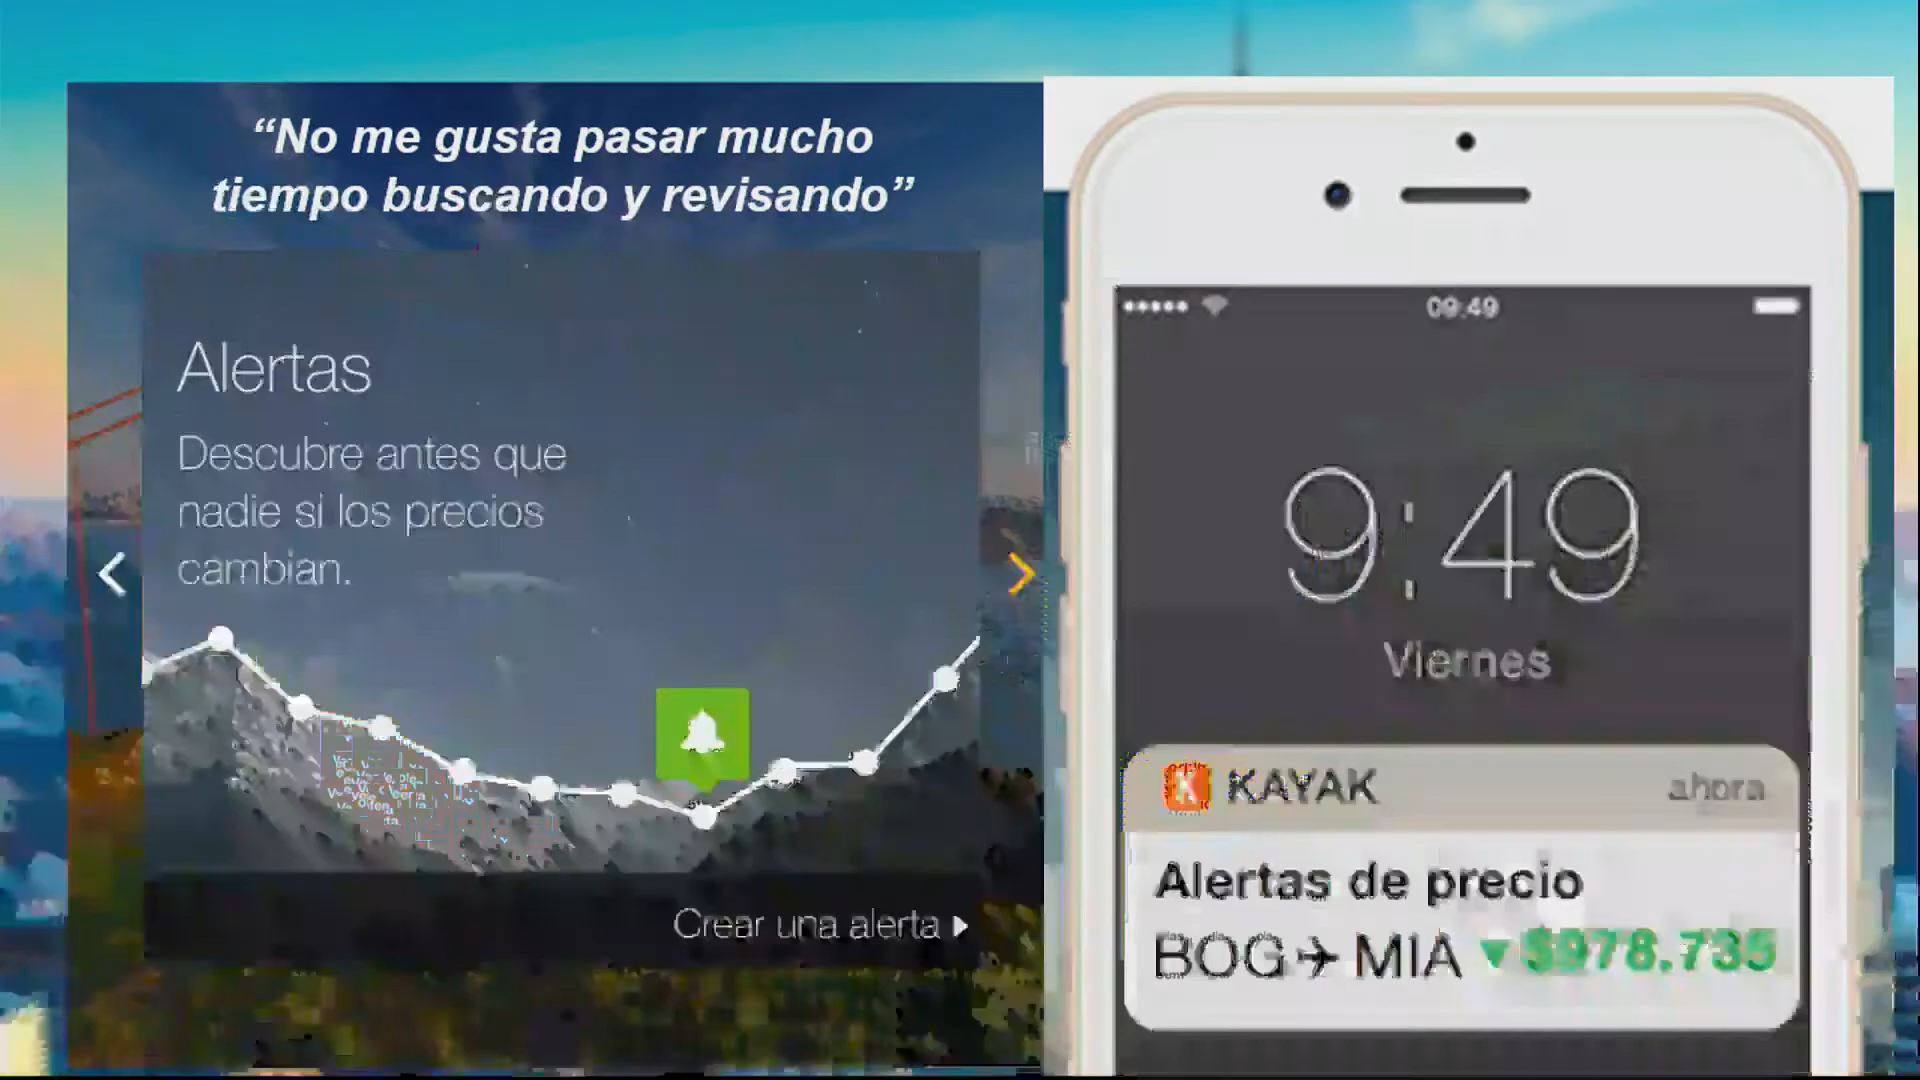 “No me gusta pasar mucho
tiempo buscando y revisando”
Alertas
Descubre antes que
nadie si los precios
cambian.
Crear una alerta
09:49
9:49
Viernes
KAYAK
ahora
Alertas de precio
BOG MIA $978.735